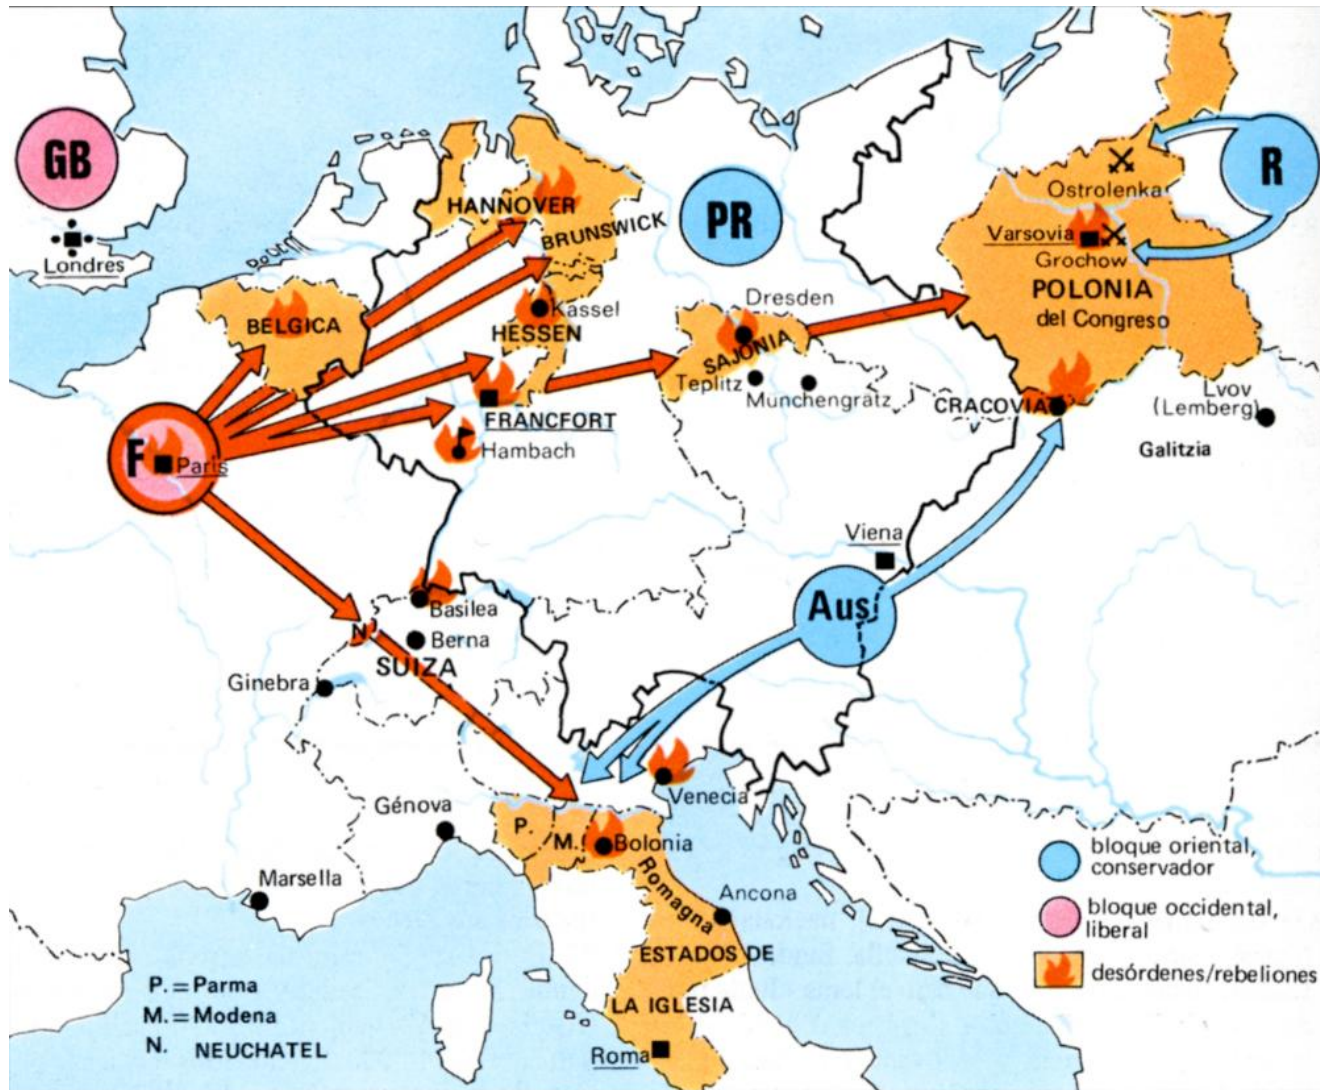 GB
Londres
HANNOVER
BRUNSWICK
PR
R
Ostrolenka
Varsovia
Grochow
POLONIA
del Congreso
BELGICA
Kassel
HESSEN
Dresden
SAJONIA
Teplitz
Munchengratz
CRACOVIA
Lvov
(Lemberg)
Galitzia
FRANCFORT
Hambach
F
Paris
Viena
Aus
Basilea
Berna
N
SUIZA
Ginebra
Venecia
Génova
P.
M.
Bolonia
Romagna
Marsella
Ancona
ESTADOS DE
LA IGLESIA
Roma
bloque oriental,
conservador
bloque occidental,
liberal
desórdenes/rebeliones
P. = Parma
M. = Modena
N. NEUCHATEL